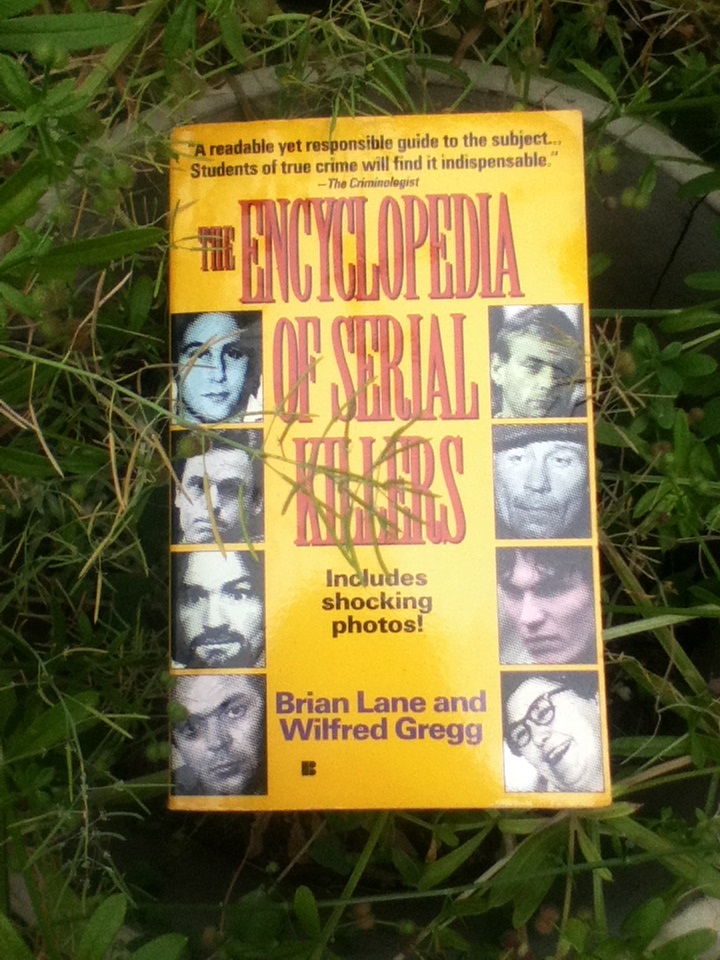 "A readable yet responsible guide to the subject...
Students of true crime will find it indispensable."
—The Criminologist
THE ENCYCLOPEDIA
OF SERIAL
KILLERS
Includes
shocking
photos!
Brian Lane and
Wilfred Gregg
B